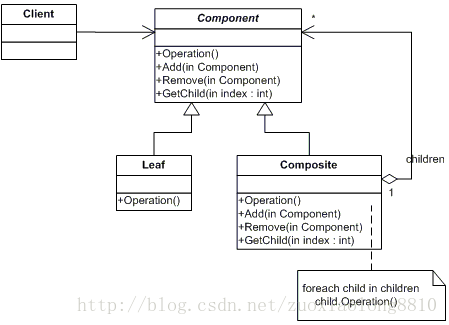 Client
Component
*
+Operation()
+Add(in Component)
+Remove(in Component)
+GetChild(in index : int)
children
Leaf
+Operation()
Composite
1
+Operation()
+Add(in Component)
+Remove(in Component)
+GetChild(in index : int)
foreach child in children
child.Operation()
http://blog.csdn.net/zuoxiaolong8810